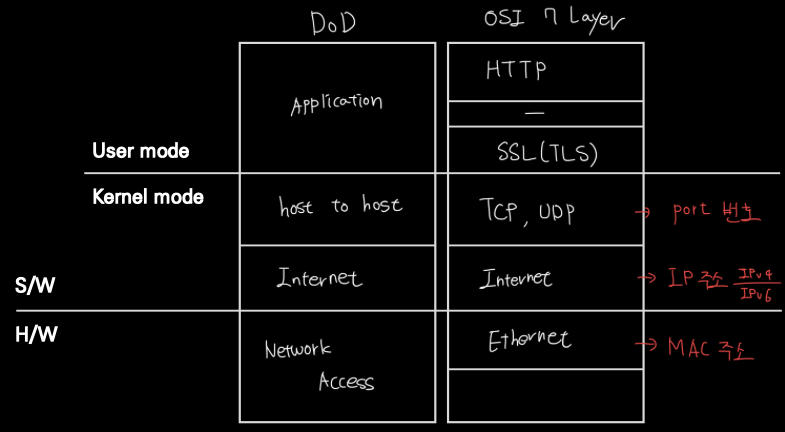 DoD
OSI 7 Layer
HTTP
Application
—
User mode
SSL(TLS)
Kernel mode
host to host
TCP, UDP
→ port 번호
S/W
Internet
Internet
→ IP 주소 IPv4
IPv6
H/W
Ethernet
→ MAC 주소
Network
Access